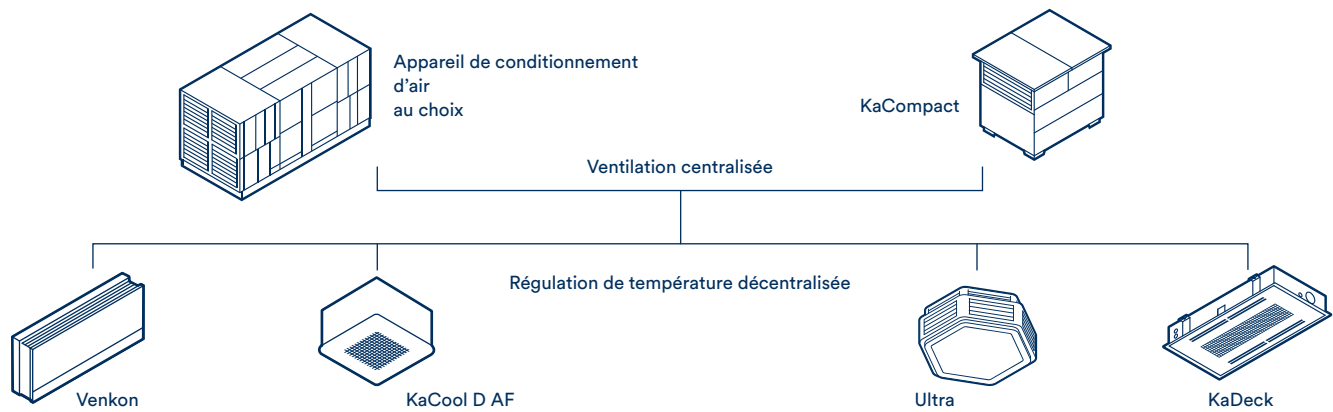 Appareil de conditionnement
d’air
au choix
KaCompact
Ventilation centralisée
Régulation de température décentralisée
Venkon
KaCool D AF
Ultra
KaDeck